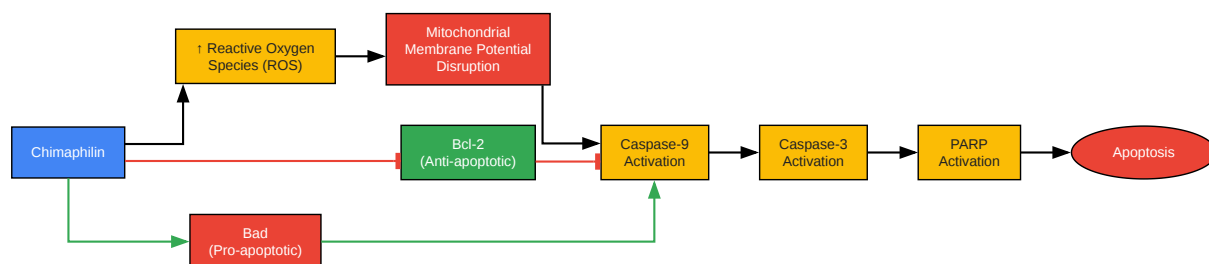 ↑ Reactive Oxygen
Species (ROS)
Mitochondrial
Membrane Potential
Disruption
Chimaphilin
Bcl-2
(Anti-apoptotic)
Caspase-9
Activation
Caspase-3
Activation
PARP
Activation
Apoptosis
Bad
(Pro-apoptotic)